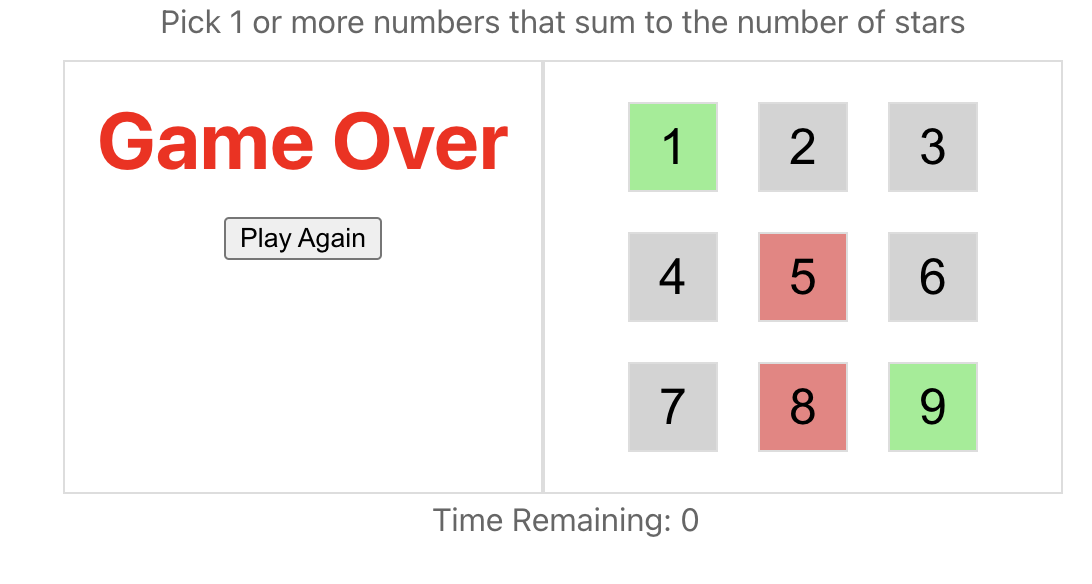 Pick 1 or more numbers that sum to the number of stars
Game Over
Play Again
1 2 3
4 5 6
7 8 9
Time Remaining: 0